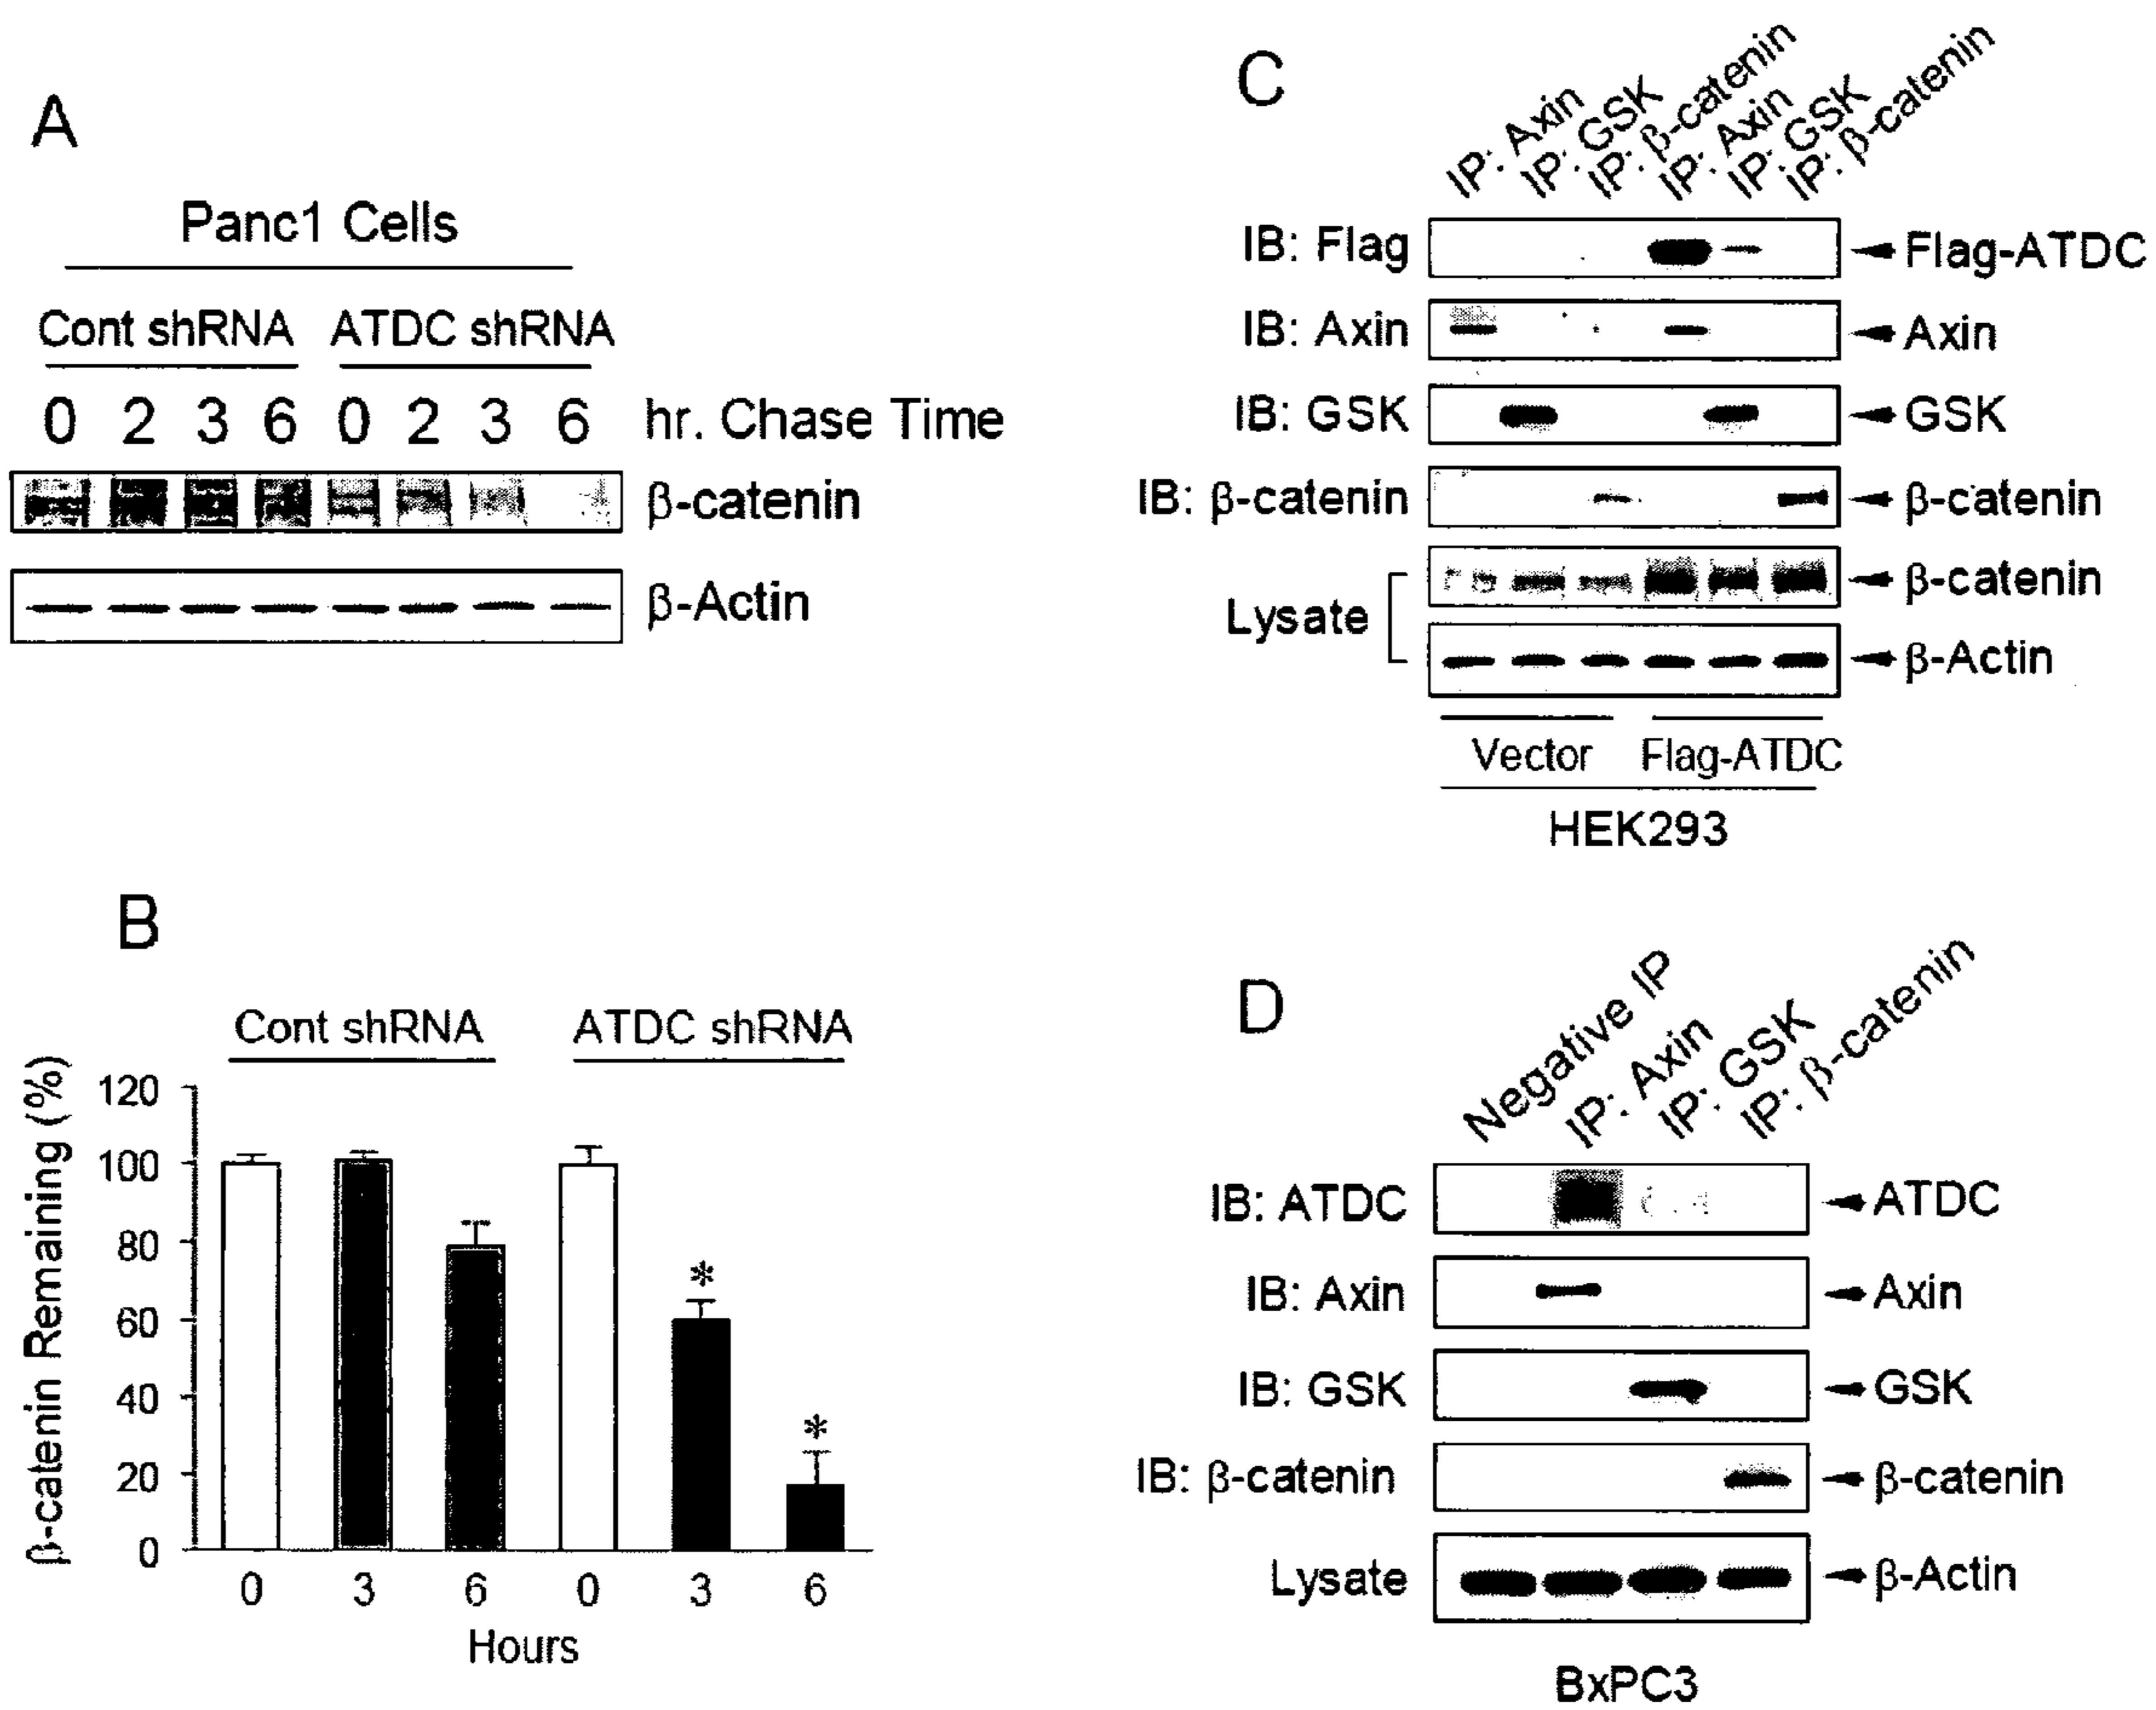 A
Panc1 Cells
Cont shRNA ATDC shRNA
0 2 3 6 0 2 3 6 hr. Chase Time
β-catenin
β-Actin
B
Cont shRNA ATDC shRNA
β-catenin Remaining (%)
120
100
80
60
40
20
0
* *
0 3 6 0 3 6
Hours
C
IP: Axin
IP: GSK
IP: β-catenin
IP: Axin
IP: GSK
IP: β-catenin
IB: Flag Flag-ATDC
IB: Axin Axin
IB: GSK GSK
IB: β-catenin β-catenin
Lysate β-catenin
β-Actin
Vector Flag-ATDC
HEK293
D
Negative IP
IP: Axin
IP: GSK
IP: β-catenin
IB: ATDC ATDC
IB: Axin Axin
IB: GSK GSK
IB: β-catenin β-catenin
Lysate β-Actin
BxPC3